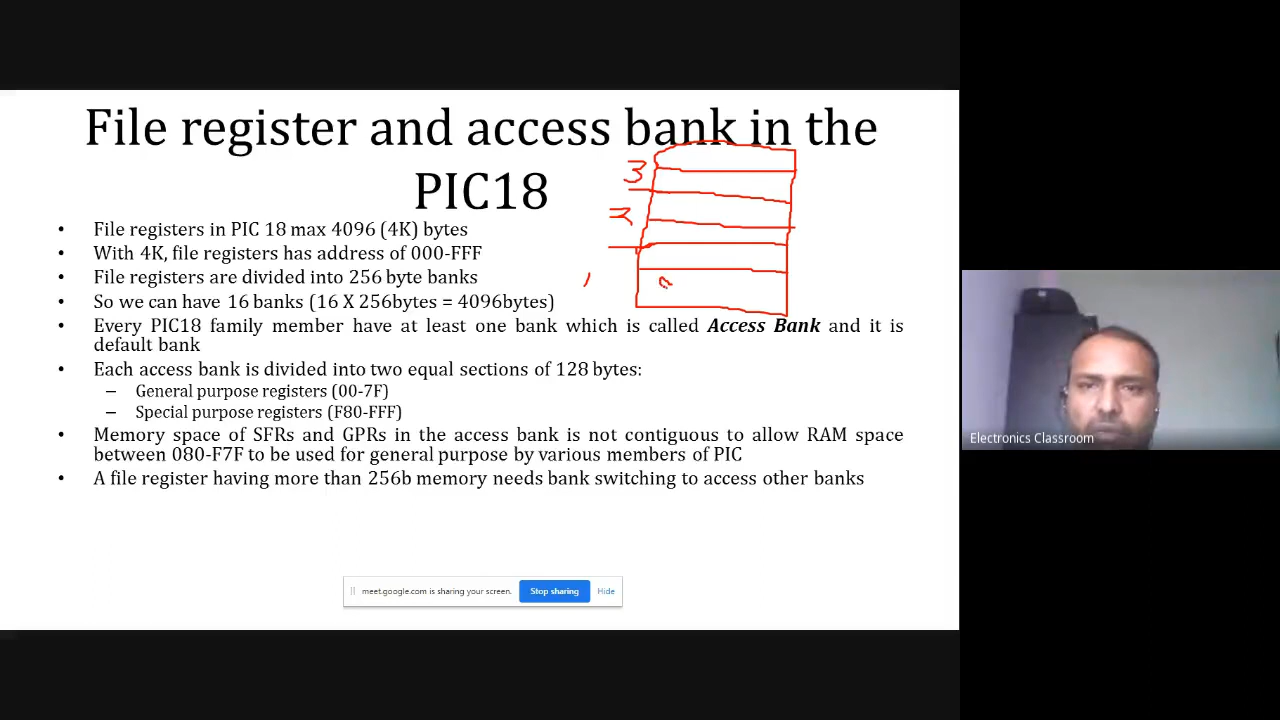 File register and access bank in the
PIC18
3
2
1
• File registers in PIC 18 max 4096 (4K) bytes
• With 4K, file registers has address of 000-FFF
• File registers are divided into 256 byte banks
• So we can have 16 banks (16 X 256bytes = 4096bytes)
• Every PIC18 family member have at least one bank which is called Access Bank and it is
default bank
• Each access bank is divided into two equal sections of 128 bytes:
– General purpose registers (00-7F)
– Special purpose registers (F80-FFF)
• Memory space of SFRs and GPRs in the access bank is not contiguous to allow RAM space
between 080-F7F to be used for general purpose by various members of PIC
• A file register having more than 256b memory needs bank switching to access other banks
meet.google.com is sharing your screen. Stop sharing Hide
Electronics Classroom